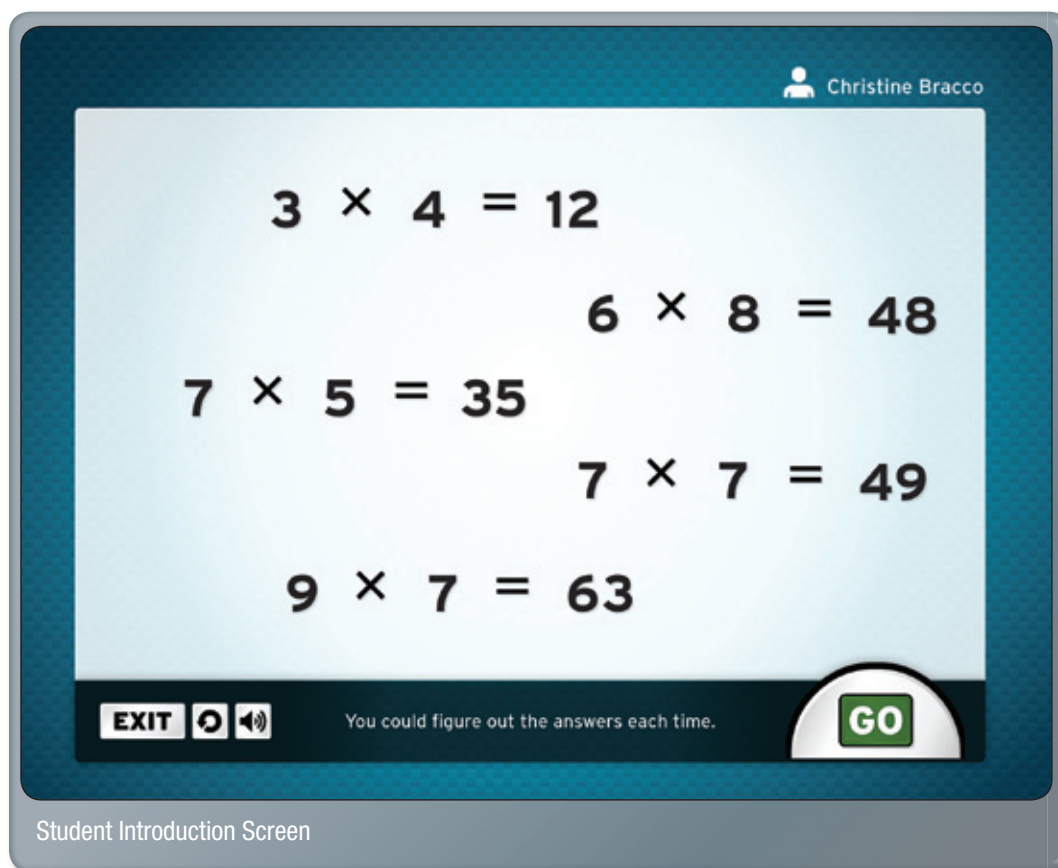 Christine Bracco
3 × 4 = 12
6 × 8 = 48
7 × 5 = 35
7 × 7 = 49
9 × 7 = 63
EXIT
You could figure out the answers each time.
GO
Student Introduction Screen